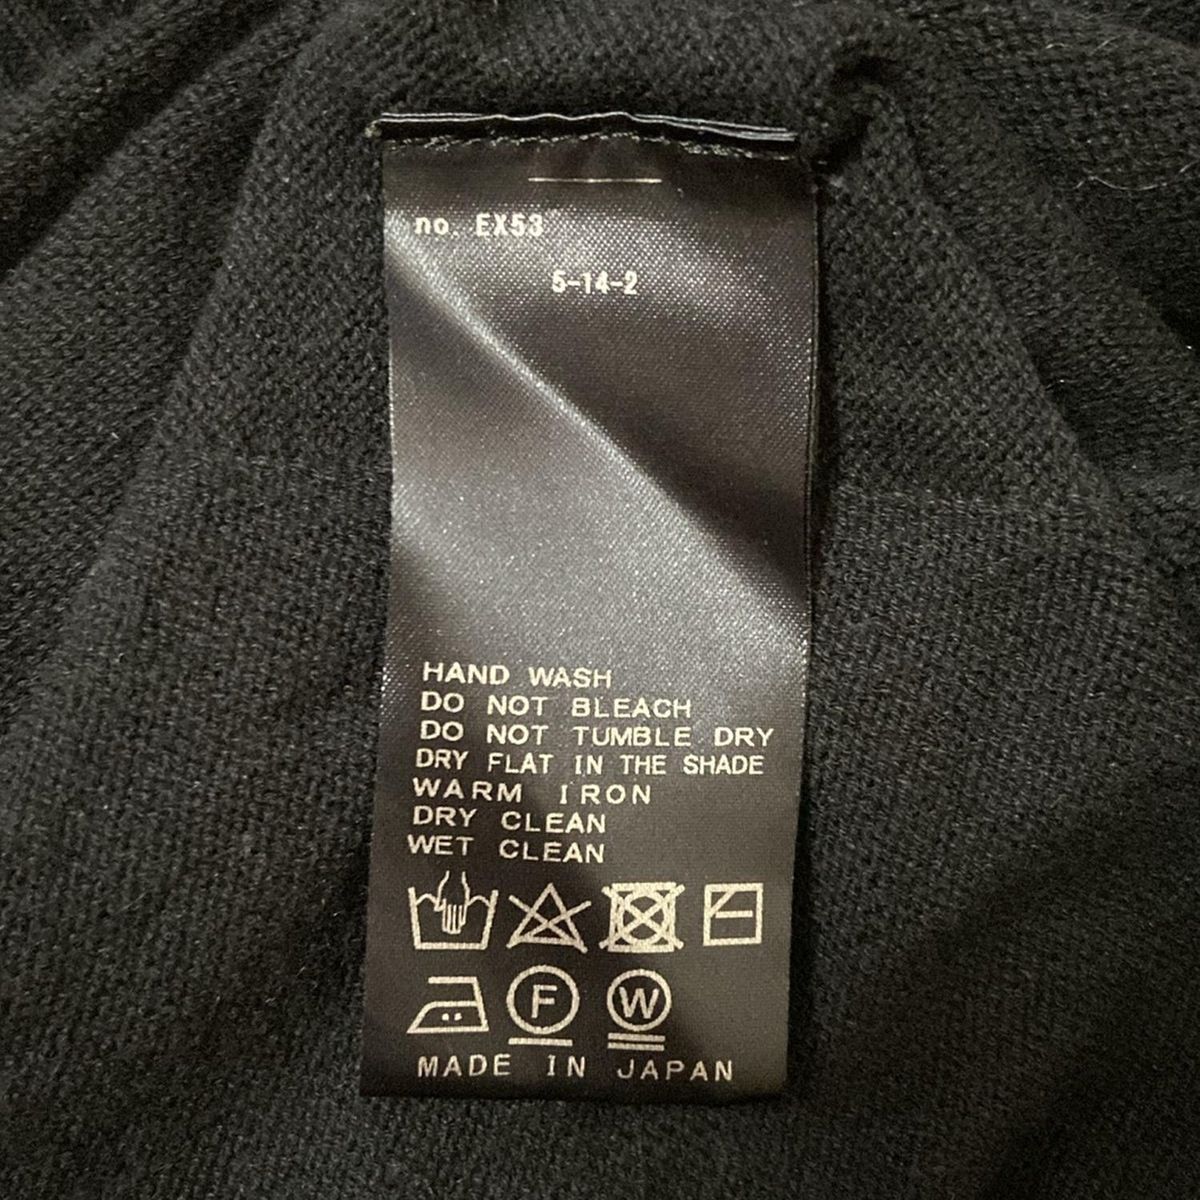 no. EX53
5-14-2
HAND WASH
DO NOT BLEACH
DO NOT TUMBLE DRY
DRY FLAT IN THE SHADE
WARM IRON
DRY CLEAN
WET CLEAN
F W
MADE IN JAPAN